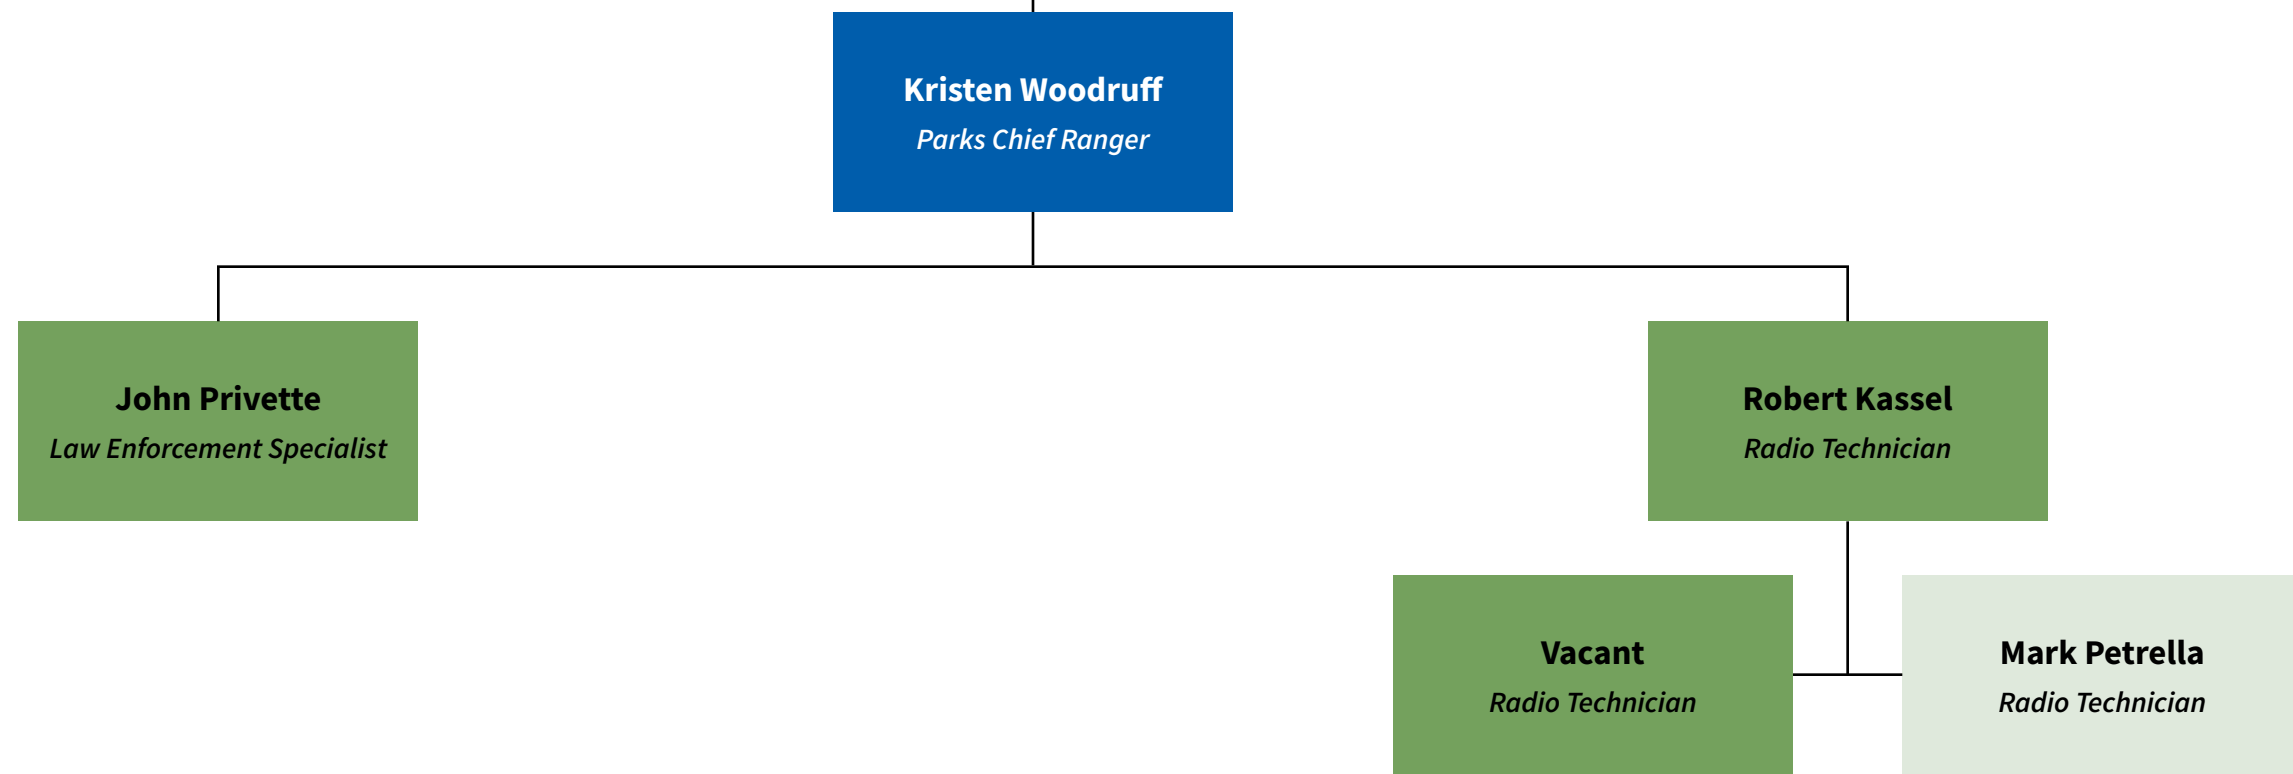 Kristen Woodruff
Parks Chief Ranger
John Privette
Law Enforcement Specialist
Robert Kassel
Radio Technician
Vacant
Radio Technician
Mark Petrella
Radio Technician